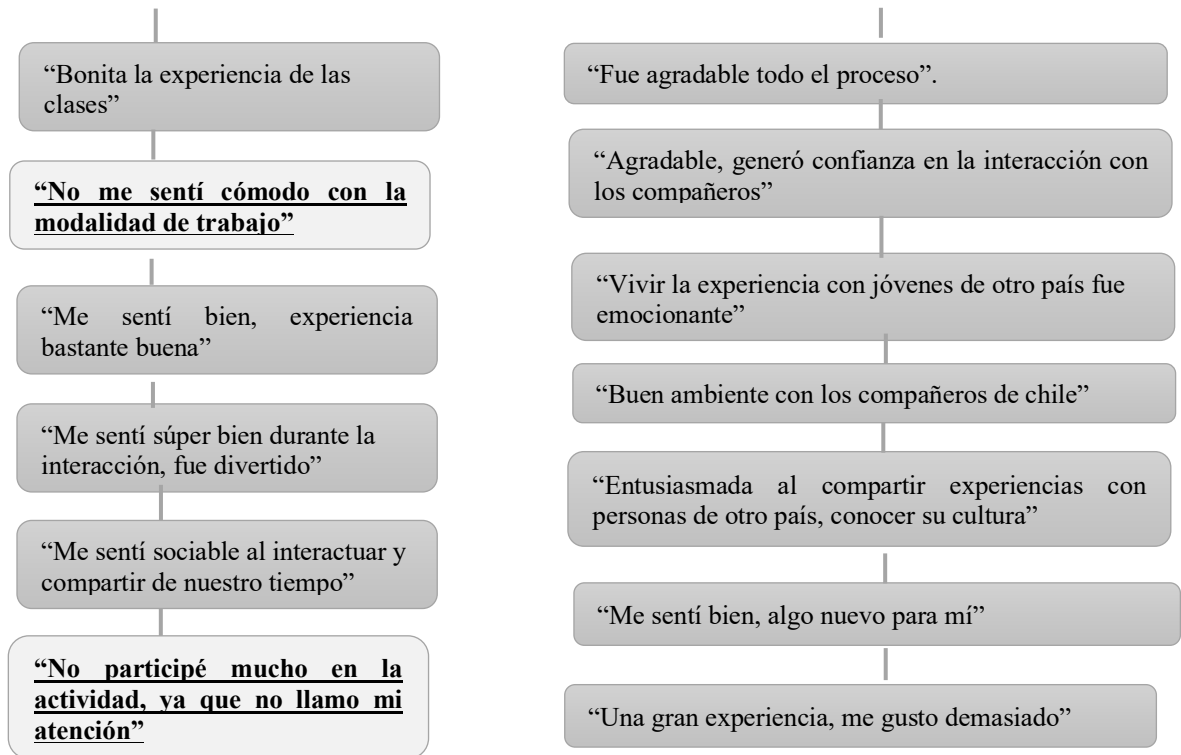 “Bonita la experiencia de las
clases”
“No me sentí cómodo con la
modalidad de trabajo”
“Me sentí bien, experiencia
bastante buena”
“Me sentí súper bien durante la
interacción, fue divertido”
“Me sentí sociable al interactuar y
compartir de nuestro tiempo”
“No participé mucho en la
actividad, ya que no llamo mi
atención”
“Fue agradable todo el proceso”.
“Agradable, generó confianza en la interacción con
los compañeros”
“Vivir la experiencia con jóvenes de otro país fue
emocionante”
“Buen ambiente con los compañeros de chile”
“Entusiasmada al compartir experiencias con
personas de otro país, conocer su cultura”
“Me sentí bien, algo nuevo para mí”
“Una gran experiencia, me gusto demasiado”